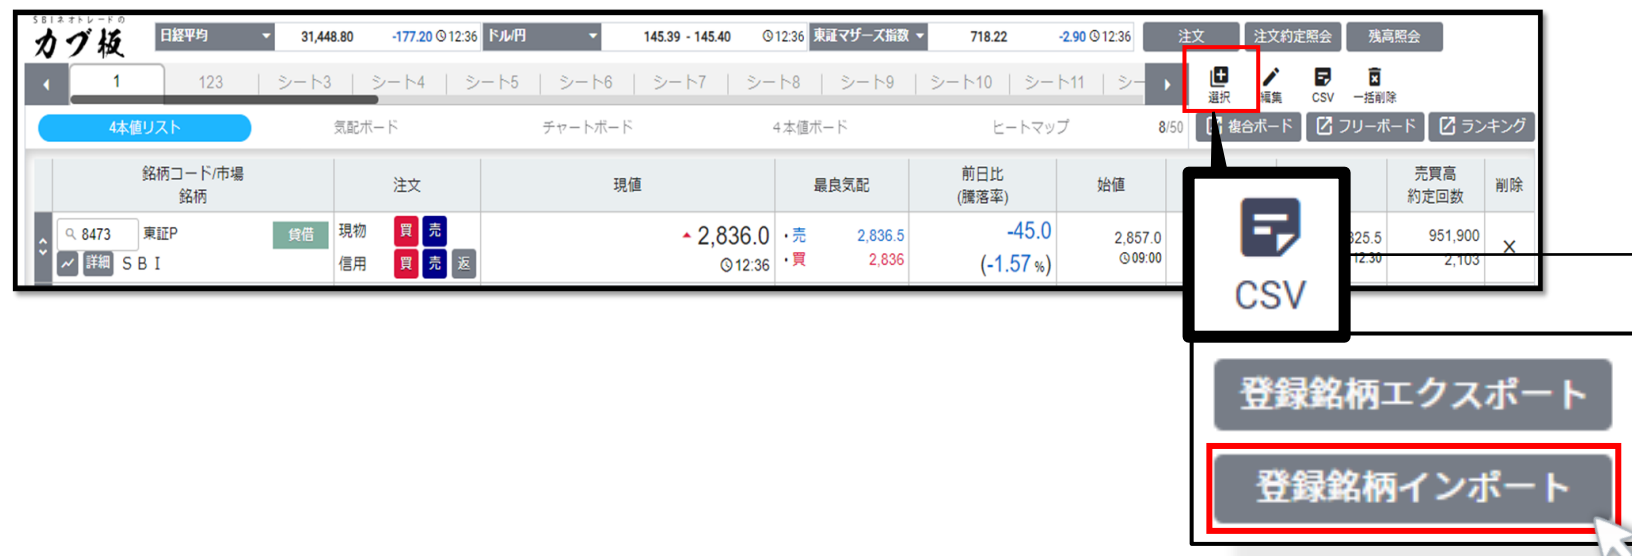 SBIネオトレードの
カブ板
日経平均 31,448.80 -177.20 12:36 ドル/円 145.39 - 145.40 12:36 東証マザーズ指数 718.22 -2.90 12:36 注文 注文約定照会 残高照会
1 123 シート3 シート4 シート5 シート6 シート7 シート8 シート9 シート10 シート11 シー
選択 編集 CSV 一括削除
4本値リスト 気配ボード チャートボード 4本値ボード ヒートマップ 8/50 複合ボード フリーボード ランキング
銘柄コード/市場 銘柄 注文 現値 最良気配 前日比 (騰落率) 始値 売買高 約定回数 削除
8473 東証P 貸借 現物 買 売 2,836.0 ・売 2,836.5 -45.0 2,857.0 325.5 951,900 X
詳細 SBI 信用 買 売 返 12:36 ・買 2,836 (-1.57 %) 09:00 12:30 2,103
CSV
登録銘柄エクスポート
登録銘柄インポート